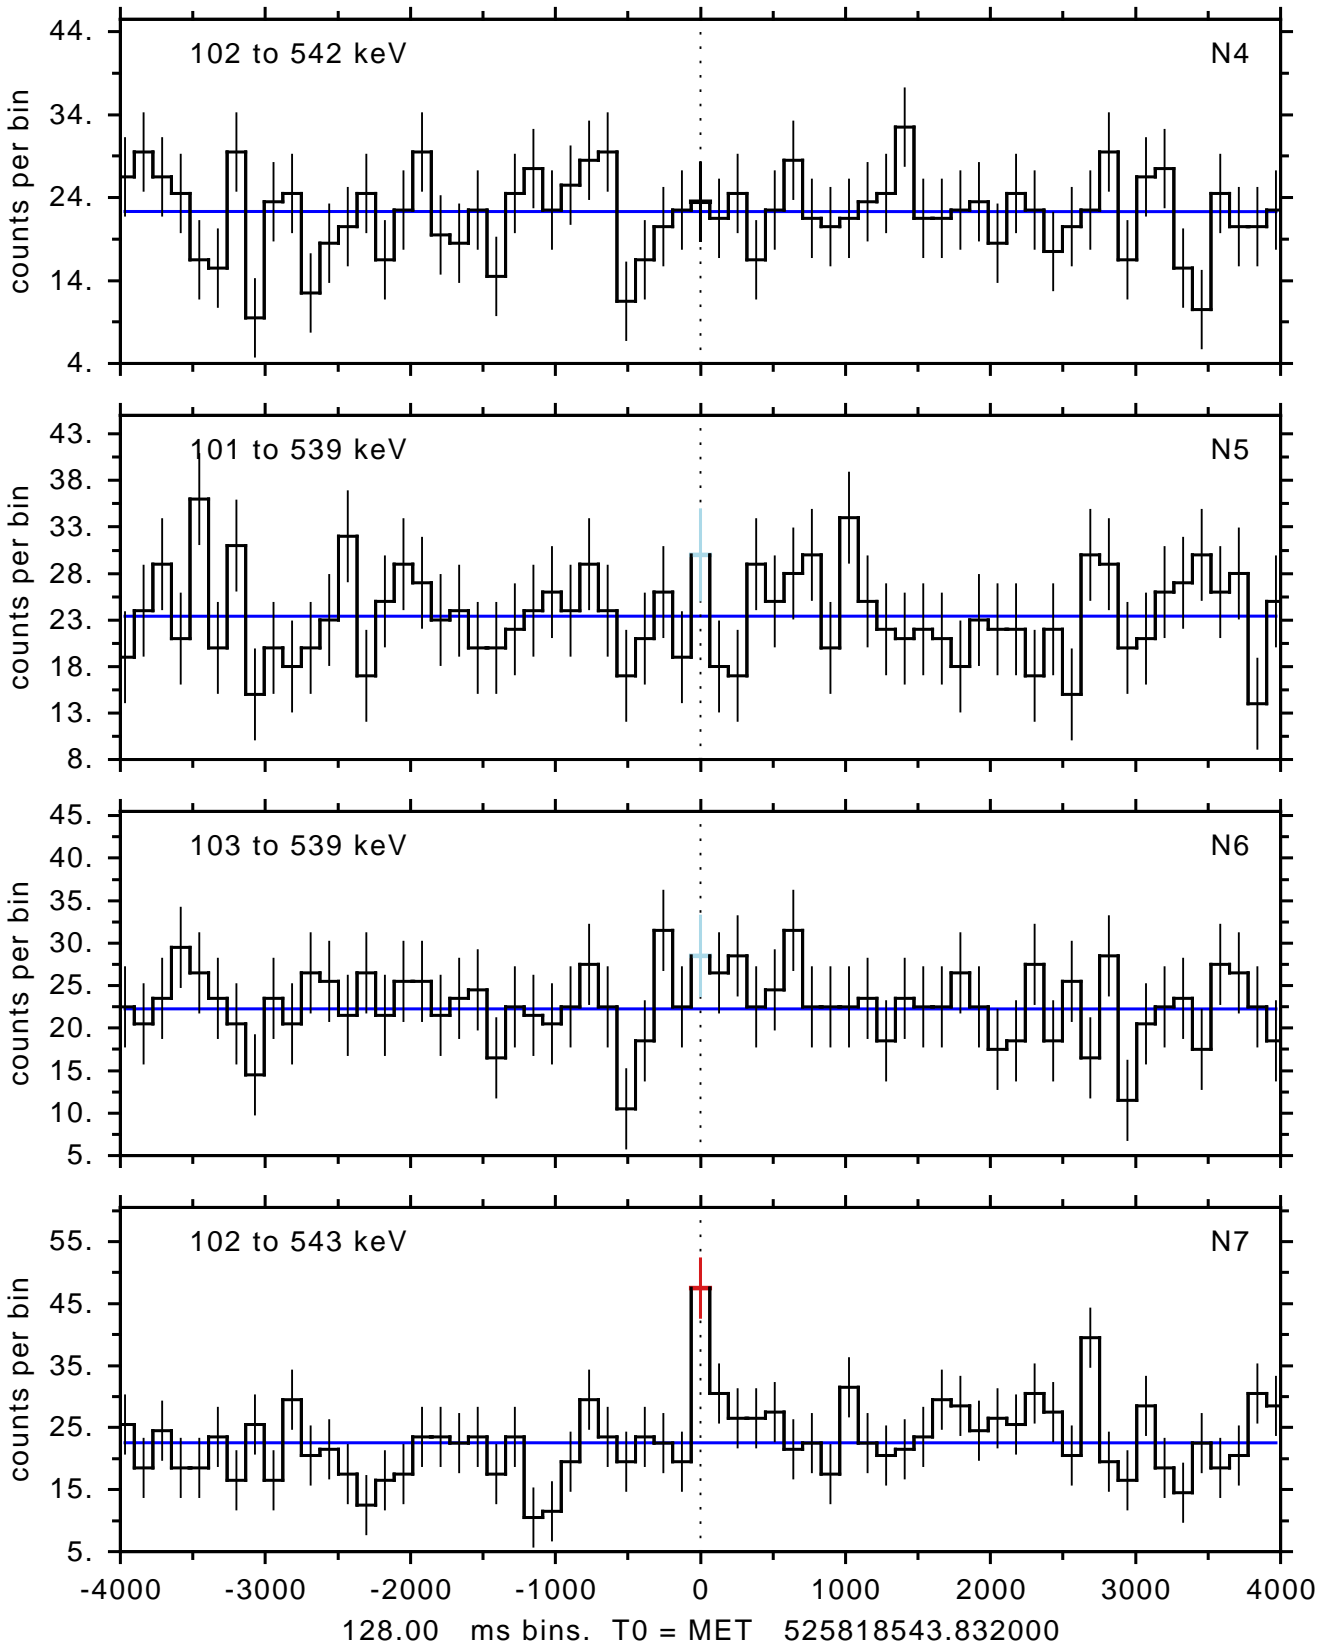 44.
102 to 542 keV N4
34.
24.
14.
4.
counts per bin
43.
101 to 539 keV N5
38.
33.
28.
23.
18.
13.
8.
counts per bin
45.
103 to 539 keV N6
40.
35.
30.
25.
20.
15.
10.
5.
counts per bin
55.
102 to 543 keV N7
45.
35.
25.
15.
5.
counts per bin
-4000 -3000 -2000 -1000 0 1000 2000 3000 4000
128.00 ms bins. T0 = MET 525818543.832000